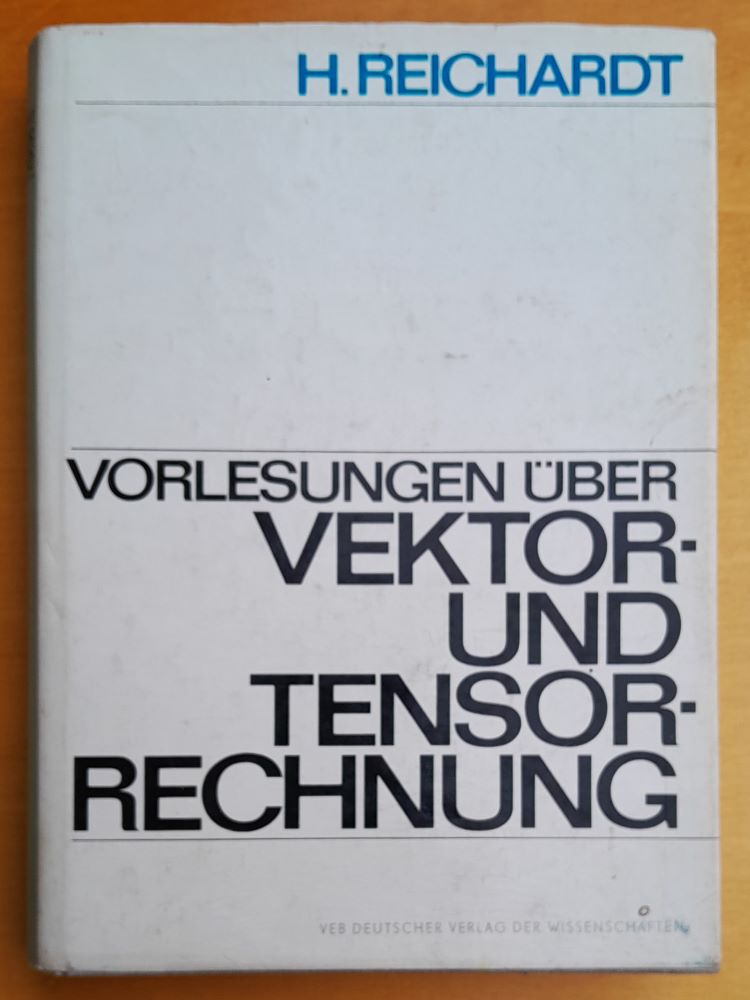 H. REICHARDT
VORLESUNGEN ÜBER
VEKTOR-
UND
TENSOR-
RECHNUNG
VEB DEUTSCHER VERLAG DER WISSENSCHAFTEN